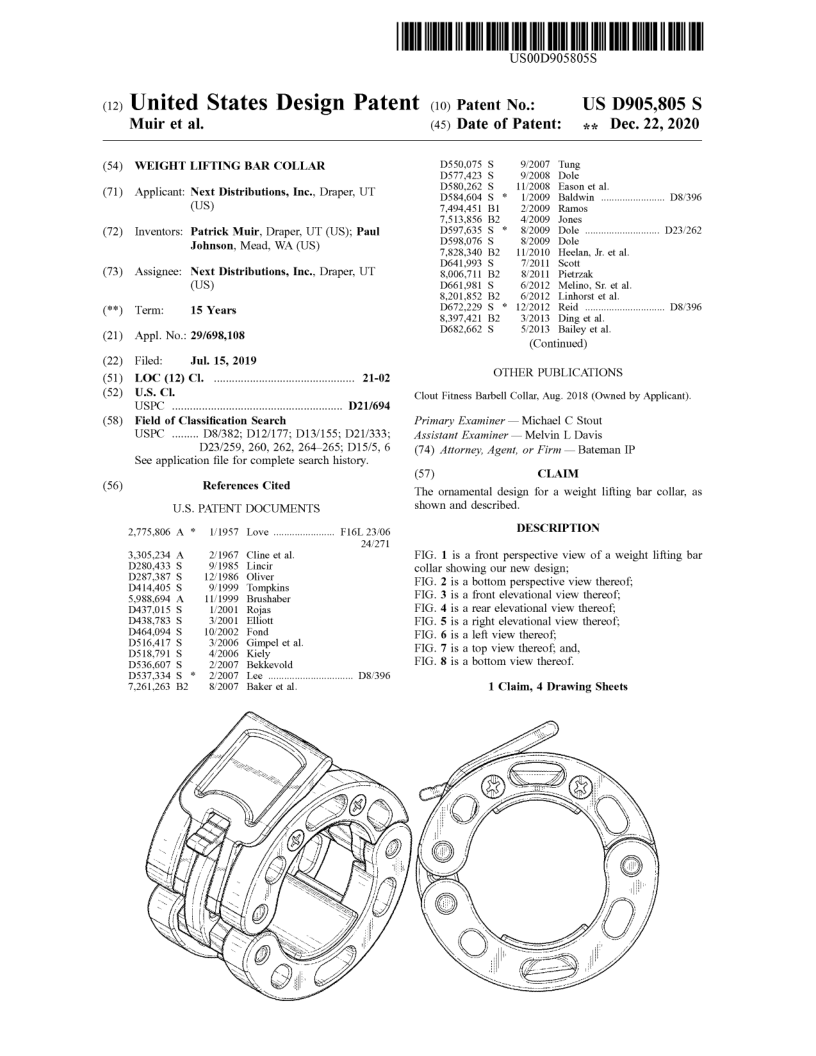 US00D905805S
(12) United States Design Patent
Muir et al.
(10) Patent No.: US D905,805 S
(45) Date of Patent: ** Dec. 22, 2020
(54) WEIGHT LIFTING BAR COLLAR
(71) Applicant: Next Distributions, Inc., Draper, UT
(US)
(72) Inventors: Patrick Muir, Draper, UT (US); Paul
Johnson, Mead, WA (US)
(73) Assignee: Next Distributions, Inc., Draper, UT
(US)
(**) Term: 15 Years
(21) Appl. No.: 29/698,108
(22) Filed: Jul. 15, 2019
(51) LOC (12) Cl. ................................................ 21-02
(52) U.S. Cl.
USPC .................................................... D21/694
(58) Field of Classification Search
USPC ......... D8/382; D12/177; D13/155; D21/333;
D23/259, 260, 262, 264–265; D15/5, 6
See application file for complete search history.
(56) References Cited
U.S. PATENT DOCUMENTS
2,775,806 A * 1/1957 Love ....................... F16L 23/06
24/271
3,305,234 A 2/1967 Cline et al.
D280,433 S 9/1985 Lincir
D287,387 S 12/1986 Oliver
D414,405 S 9/1999 Tompkins
5,988,694 A 11/1999 Brushaber
D437,015 S 1/2001 Rojas
D438,783 S 3/2001 Elliott
D464,094 S 10/2002 Fond
D516,417 S 3/2006 Gimpel et al.
D518,791 S 4/2006 Kiely
D536,607 S 2/2007 Bekkevold
D537,334 S * 2/2007 Lee ................................ D8/396
7,261,263 B2 8/2007 Baker et al.
D550,075 S 9/2007 Tung
D577,423 S 9/2008 Dole
D580,262 S 11/2008 Eason et al.
D584,604 S * 1/2009 Baldwin ........................ D8/396
7,494,451 B1 2/2009 Ramos
7,513,856 B2 4/2009 Jones
D597,635 S * 8/2009 Dole ............................ D23/262
D598,076 S 8/2009 Dole
7,828,340 B2 11/2010 Heelan, Jr. et al.
D641,993 S 7/2011 Scott
8,006,711 B2 8/2011 Pietrzak
D661,981 S 6/2012 Melino, Sr. et al.
8,201,852 B2 6/2012 Linhorst et al.
D672,229 S * 12/2012 Reid .............................. D8/396
8,397,421 B2 3/2013 Ding et al.
D682,662 S 5/2013 Bailey et al.
(Continued)
OTHER PUBLICATIONS
Clout Fitness Barbell Collar, Aug. 2018 (Owned by Applicant).
Primary Examiner — Michael C Stout
Assistant Examiner — Melvin L Davis
(74) Attorney, Agent, or Firm — Bateman IP
(57) CLAIM
The ornamental design for a weight lifting bar collar, as
shown and described.
DESCRIPTION
FIG. 1 is a front perspective view of a weight lifting bar
collar showing our new design;
FIG. 2 is a bottom perspective view thereof;
FIG. 3 is a front elevational view thereof;
FIG. 4 is a rear elevational view thereof;
FIG. 5 is a right elevational view thereof;
FIG. 6 is a left view thereof;
FIG. 7 is a top view thereof; and,
FIG. 8 is a bottom view thereof.
1 Claim, 4 Drawing Sheets